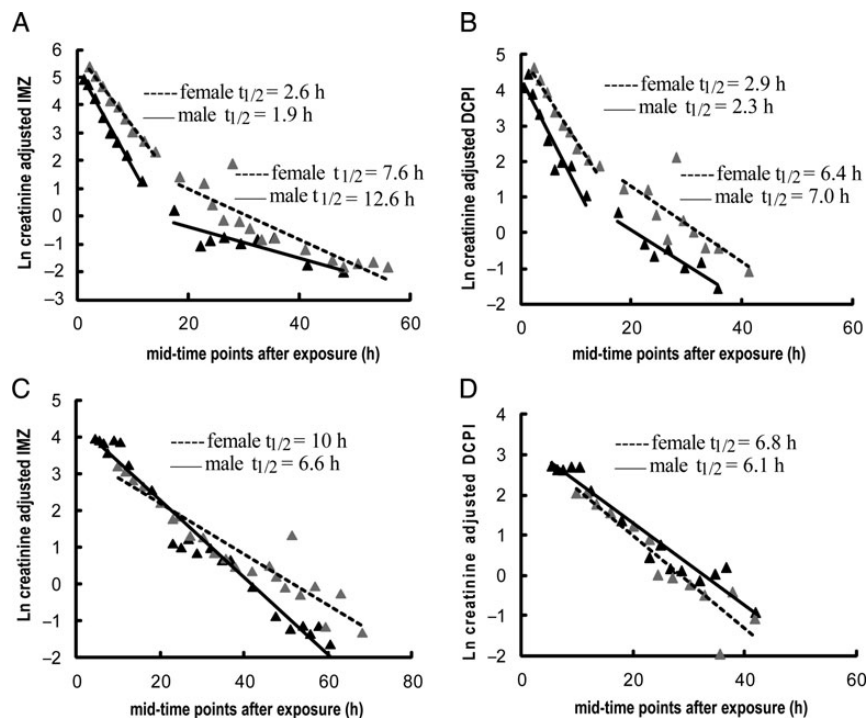 A
Ln creatinine adjusted IMZ
6
5
4
3
2
1
0
−1
−2
−3
female t1/2 = 2.6 h
male t1/2 = 1.9 h
female t1/2 = 7.6 h
male t1/2 = 12.6 h
0 20 40 60
mid-time points after exposure (h)
B
Ln creatinine adjusted DCPI
5
4
3
2
1
0
−1
−2
female t1/2 = 2.9 h
male t1/2 = 2.3 h
female t1/2 = 6.4 h
male t1/2 = 7.0 h
0 20 40 60
mid-time points after exposure (h)
C
Ln creatinine adjusted IMZ
5
4
3
2
1
0
−1
−2
female t1/2 = 10 h
male t1/2 = 6.6 h
0 20 40 60 80
mid-time points after exposure (h)
D
Ln creatinine adjusted DCPI
4
3
2
1
0
−1
−2
female t1/2 = 6.8 h
male t1/2 = 6.1 h
0 20 40 60
mid-time points after exposure (h)